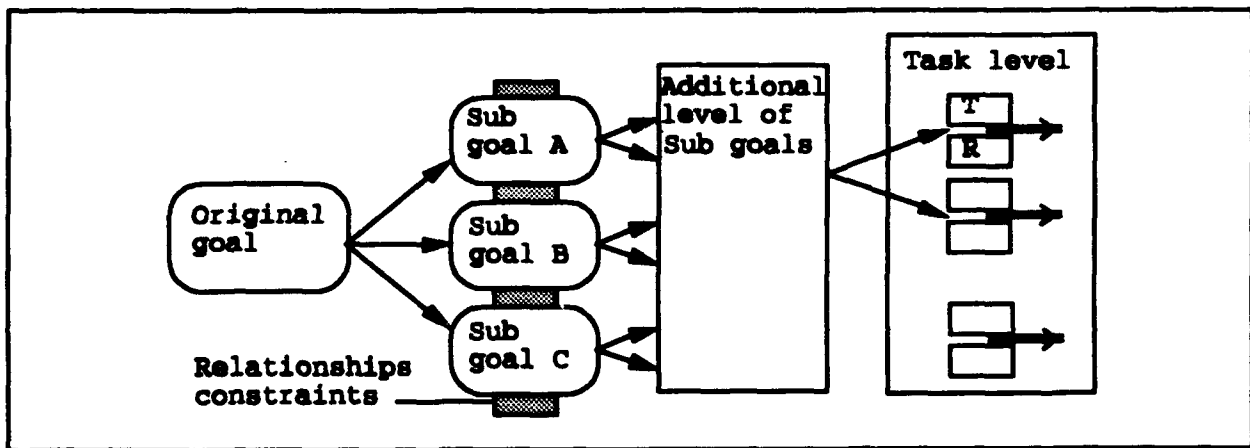 Original
goal
Sub
goal A
Sub
goal B
Sub
goal C
Relationships
constraints
Additional
level of
Sub goals
Task level
T
R